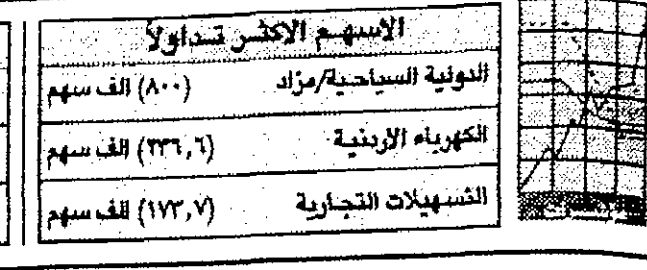 الاسهم الاكثر تداولاً
الدولية السياحية/مزاد (٨٠٠) الف سهم
الكهرباء الاردنية (٢٣٦,٦) الف سهم
التسهيلات التجارية (١٧٣,٧) الف سهم